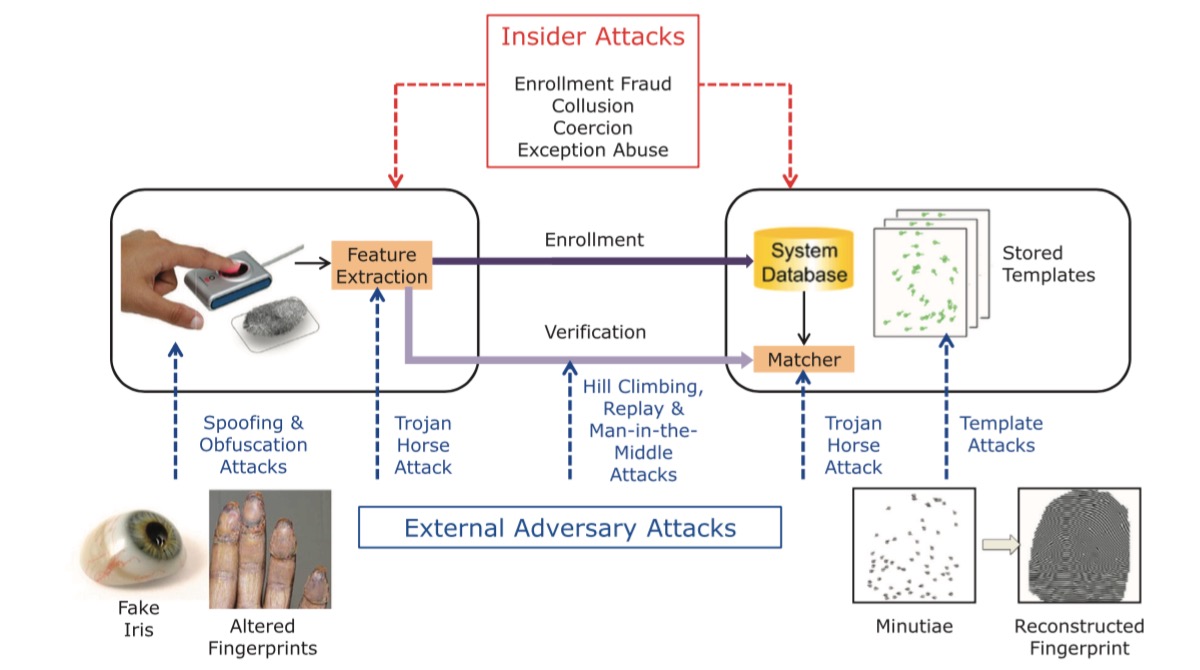 Insider Attacks
Enrollment Fraud
Collusion
Coercion
Exception Abuse
Feature
Extraction
Enrollment
Verification
System
Database
Matcher
Stored
Templates
Spoofing &
Obfuscation
Attacks
Trojan
Horse
Attack
Hill Climbing,
Replay &
Man-in-the-
Middle
Attacks
Trojan
Horse
Attack
Template
Attacks
External Adversary Attacks
Fake
Iris
Altered
Fingerprints
Minutiae
Reconstructed
Fingerprint